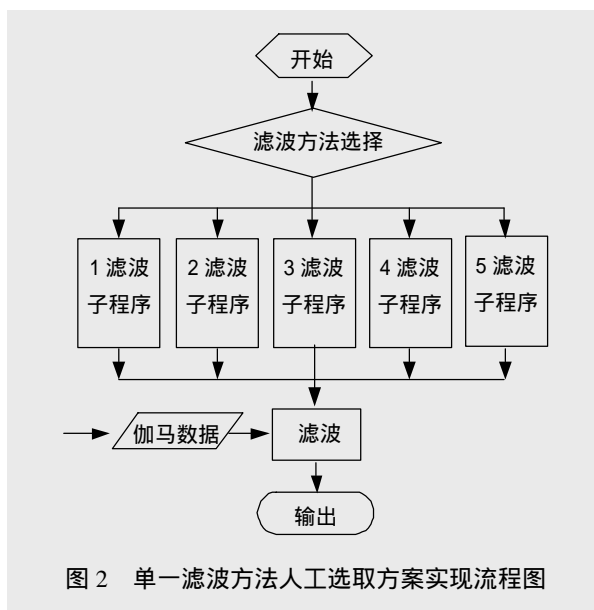 开始
滤波方法选择
1 滤波
子程序
2 滤波
子程序
3 滤波
子程序
4 滤波
子程序
5 滤波
子程序
伽马数据
滤波
输出
图 2 单一滤波方法人工选取方案实现流程图